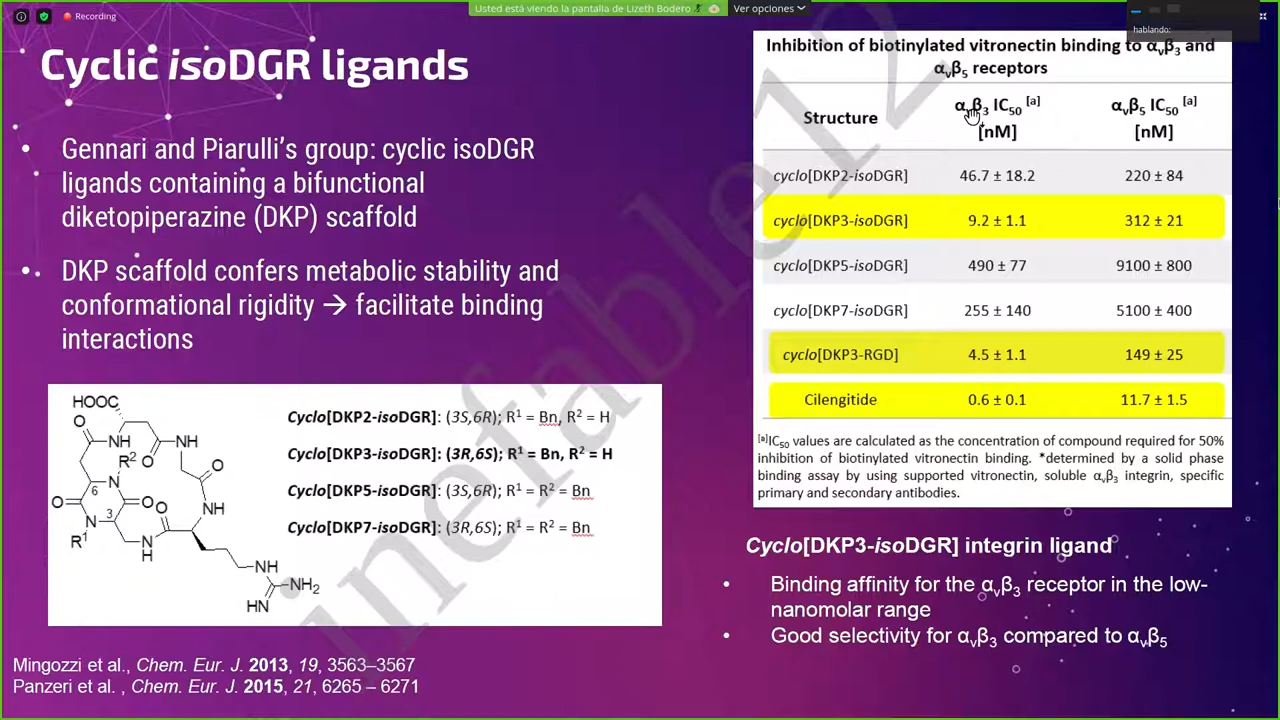 Usted está viendo la pantalla de Lizeth Bodero
Ver opciones
Recording
hablando:
Cyclic isoDGR ligands
• Gennari and Piarulli's group: cyclic isoDGR
ligands containing a bifunctional
diketopiperazine (DKP) scaffold
• DKP scaffold confers metabolic stability and
conformational rigidity → facilitate binding
interactions
HOOC
O
NH
O
NH
R²
O
6
N
O
N
3
O
O
NH
R¹
N
H
NH
NH₂
HN
Cyclo[DKP2-isoDGR]: (3S,6R); R¹ = Bn, R² = H
Cyclo[DKP3-isoDGR]: (3R,6S); R¹ = Bn, R² = H
Cyclo[DKP5-isoDGR]: (3S,6R); R¹ = R² = Bn
Cyclo[DKP7-isoDGR]: (3R,6S); R¹ = R² = Bn
Mingozzi et al., Chem. Eur. J. 2013, 19, 3563–3567
Panzeri et al. , Chem. Eur. J. 2015, 21, 6265 – 6271
Inhibition of biotinylated vitronectin binding to αᵥβ₃ and
αᵥβ₅ receptors
Structure αᵥβ₃ IC₅₀ [a] [nM] αᵥβ₅ IC₅₀ [a] [nM]
cyclo[DKP2-isoDGR] 46.7 ± 18.2 220 ± 84
cyclo[DKP3-isoDGR] 9.2 ± 1.1 312 ± 21
cyclo[DKP5-isoDGR] 490 ± 77 9100 ± 800
cyclo[DKP7-isoDGR] 255 ± 140 5100 ± 400
cyclo[DKP3-RGD] 4.5 ± 1.1 149 ± 25
Cilengitide 0.6 ± 0.1 11.7 ± 1.5
[a]IC₅₀ values are calculated as the concentration of compound required for 50%
inhibition of biotinylated vitronectin binding. *determined by a solid phase
binding assay by using supported vitronectin, soluble αᵥβ₃ integrin, specific
primary and secondary antibodies.
Cyclo[DKP3-isoDGR] integrin ligand
• Binding affinity for the αᵥβ₃ receptor in the low-
nanomolar range
• Good selectivity for αᵥβ₃ compared to αᵥβ₅
inefable12